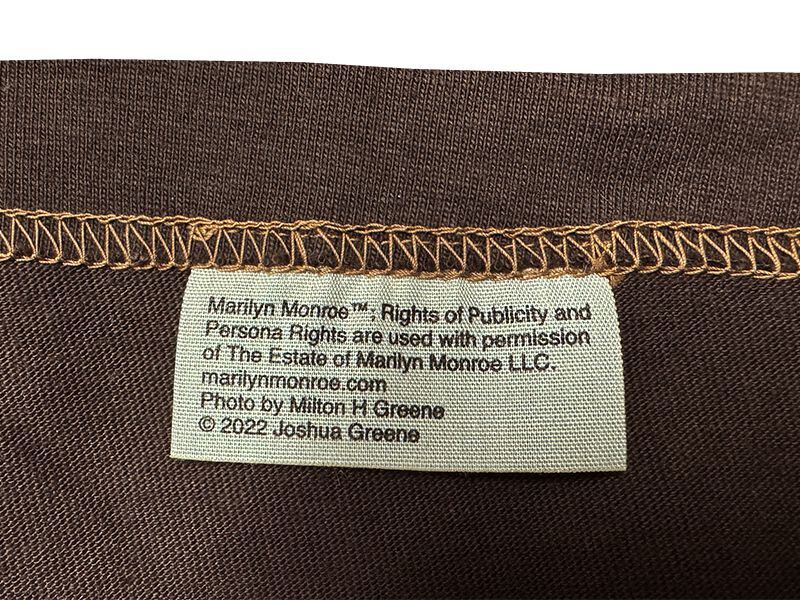 Marilyn Monroe™; Rights of Publicity and
Persona Rights are used with permission
of The Estate of Marilyn Monroe LLC.
marilynmonroe.com
Photo by Milton H Greene
© 2022 Joshua Greene